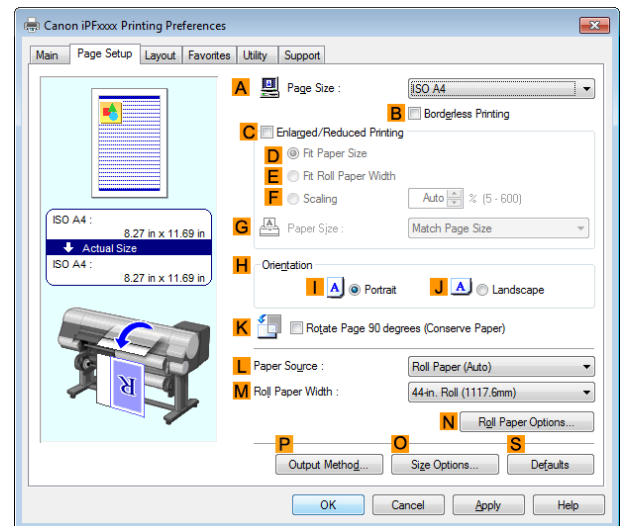 Canon iPFxxxx Printing Preferences
Main Page Setup Layout Favorites Utility Support
A Page Size : ISO A4
B Borderless Printing
C Enlarged/Reduced Printing
D Fit Paper Size
E Fit Roll Paper Width
F Scaling Auto % (5 - 600)
G A Paper Size : Match Page Size
ISO A4 :
8.27 in x 11.69 in
Actual Size
ISO A4 :
8.27 in x 11.69 in
H Orientation
I A Portrait J A Landscape
K Rotate Page 90 degrees (Conserve Paper)
L Paper Source : Roll Paper (Auto)
M Roll Paper Width : 44-in. Roll (1117.6mm)
R
N Roll Paper Options...
P O S
Output Method... Size Options... Defaults
OK Cancel Apply Help